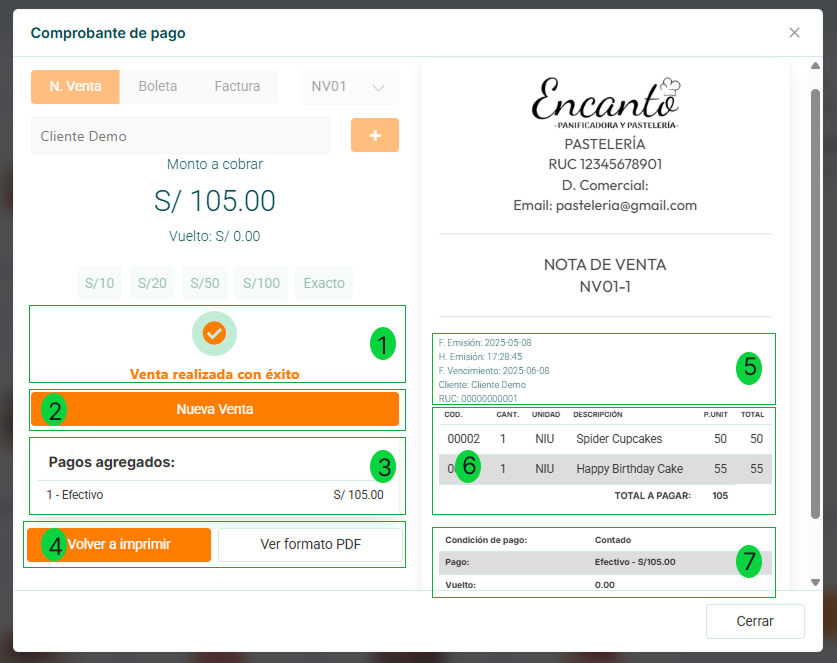 Comprobante de pago
N. Venta Boleta Factura NV01
Cliente Demo +
Monto a cobrar
S/ 105.00
Vuelto: S/ 0.00
S/10 S/20 S/50 S/100 Exacto
1
Venta realizada con éxito
2 Nueva Venta
Pagos agregados: 3
1 - Efectivo S/ 105.00
4 Volver a imprimir Ver formato PDF
Encanto
-PANIFICADORA Y PASTELERÍA-
PASTELERÍA
RUC 12345678901
D. Comercial:
Email: pasteleria@gmail.com
NOTA DE VENTA
NV01-1
F. Emisión: 2025-05-08
H. Emisión: 17:28:45
F. Vencimiento: 2025-06-08
Cliente: Cliente Demo
RUC: 00000000001
5
COD. CANT. UNIDAD DESCRIPCIÓN P.UNIT TOTAL
00002 1 NIU Spider Cupcakes 50 50
6 1 NIU Happy Birthday Cake 55 55
TOTAL A PAGAR: 105
Condición de pago: Contado
Pago: Efectivo - S/105.00 7
Vuelto: 0.00
Cerrar